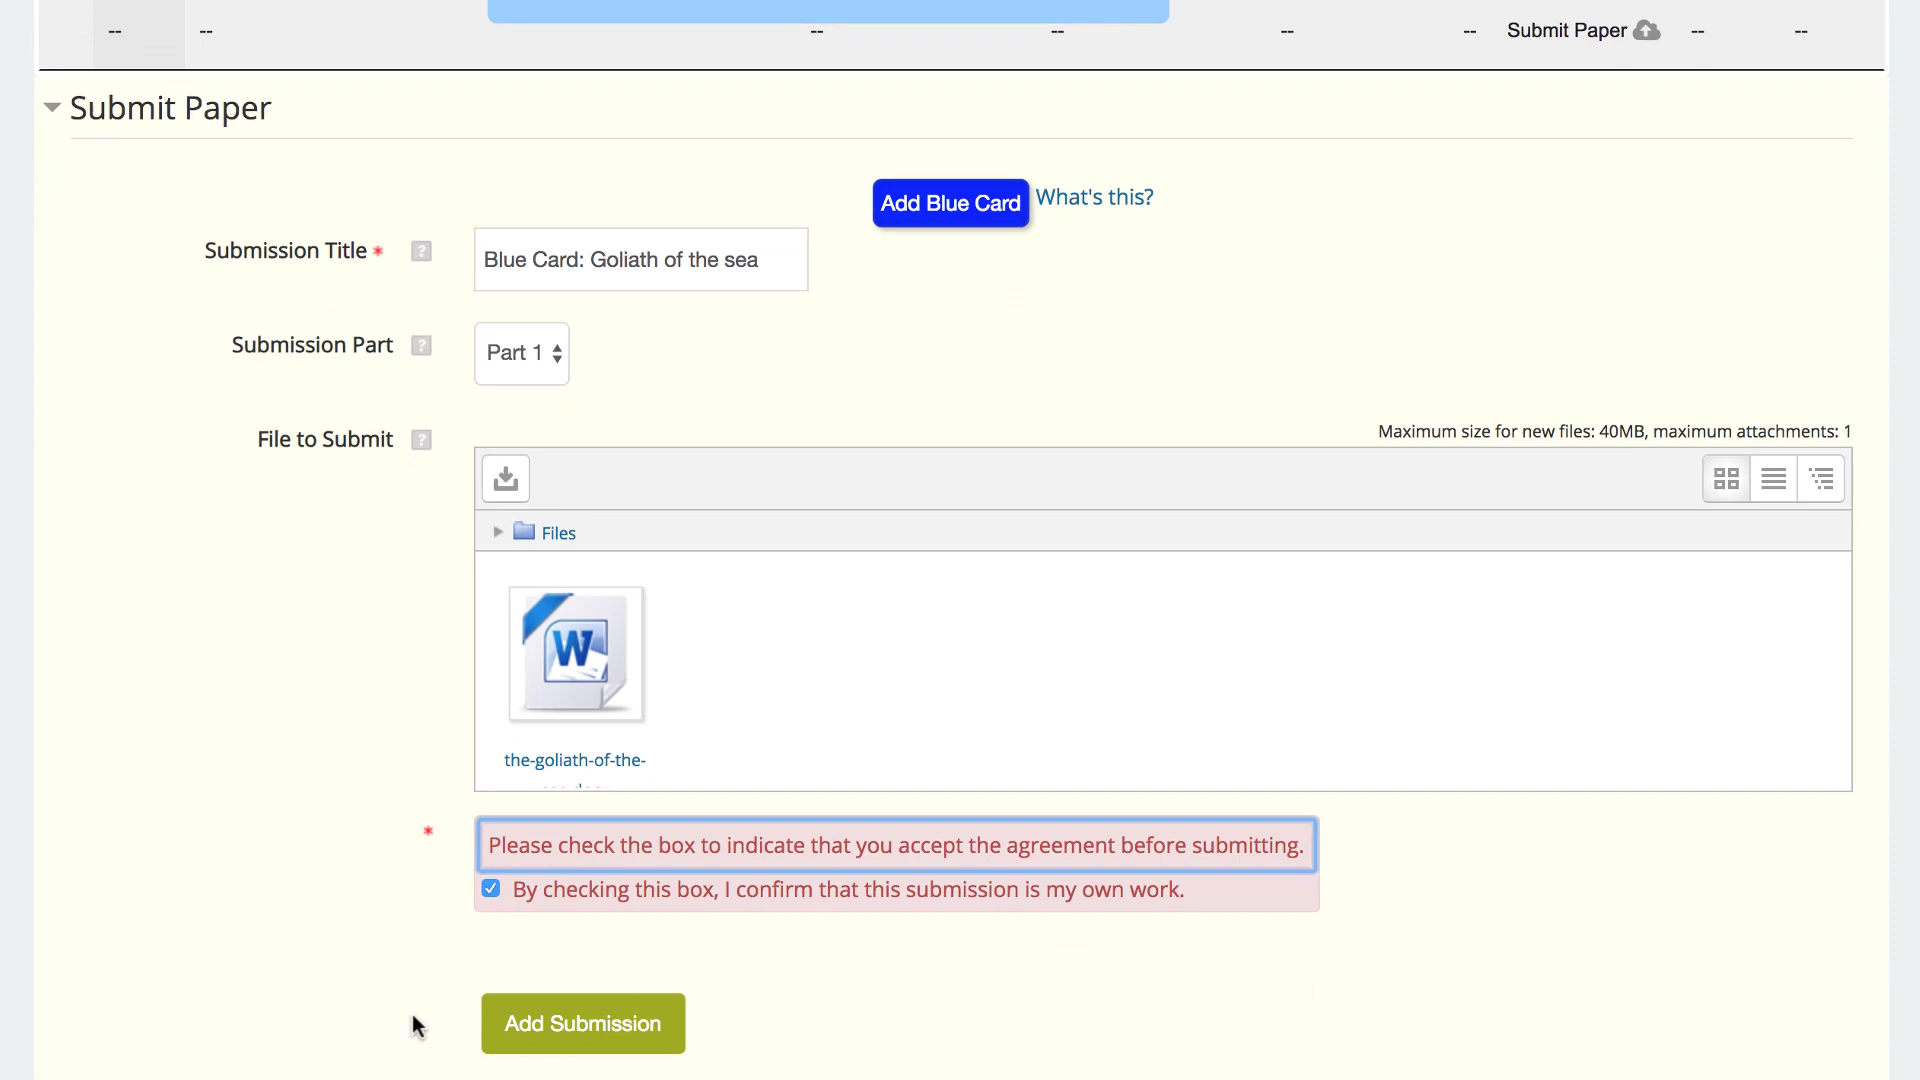 -- -- -- -- -- -- Submit Paper -- --
Submit Paper
Add Blue Card What's this?
Submission Title * ? Blue Card: Goliath of the sea
Submission Part ? Part 1
File to Submit ?
Maximum size for new files: 40MB, maximum attachments: 1
Files
W
the-goliath-of-the-
* Please check the box to indicate that you accept the agreement before submitting.
By checking this box, I confirm that this submission is my own work.
Add Submission